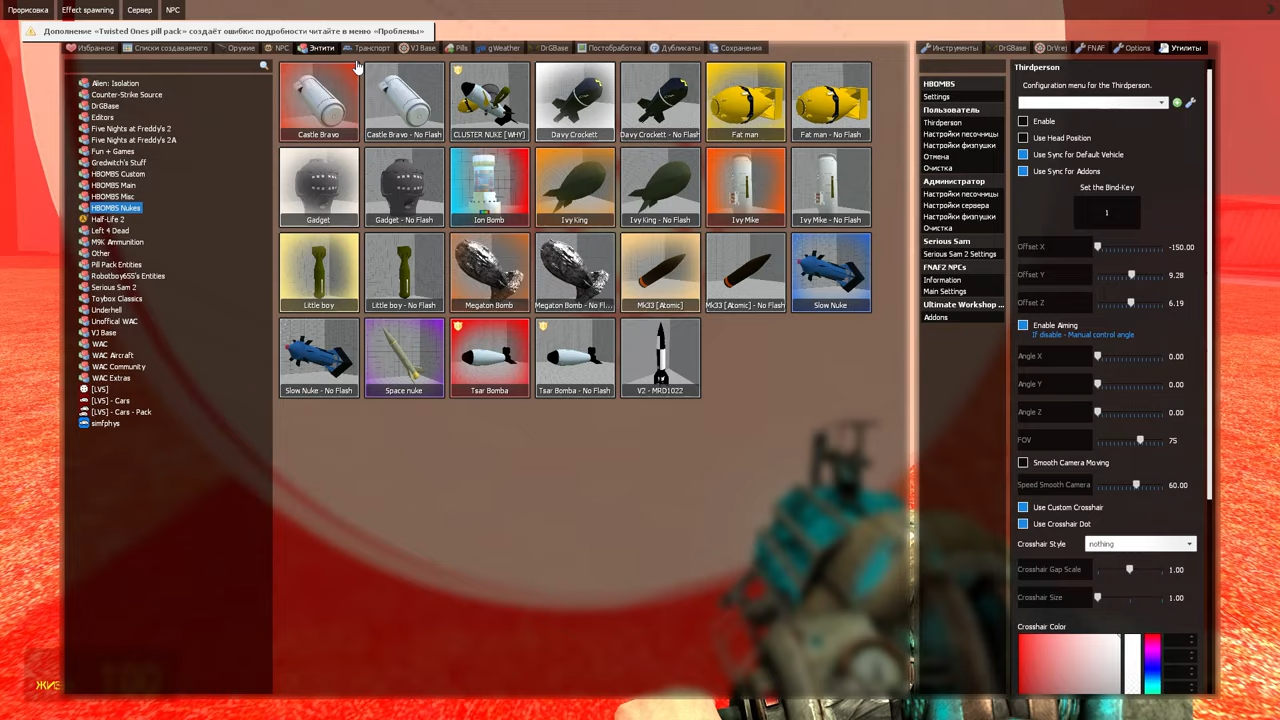 Прорисовка Effect spawning Сервер NPC
Дополнение «Twisted Ones pill pack» создаёт ошибки: подробности читайте в меню «Проблемы»
Избранное Списки создаваемого Оружие NPC Энтити Транспорт VJ Base Pills gWeather DrGBase Постобработка Дубликаты Сохранения
Инструменты DrGBase DrVrej FNAF Options Утилиты
Alien: Isolation
Counter-Strike Source
DrGBase
Editors
Five Nights at Freddy's 2
Five Nights at Freddy's 2A
Fun + Games
Gredwitch's Stuff
HBOMBS Custom
HBOMBS Main
HBOMBS Misc
HBOMBS Nukes
Half-Life 2
Left 4 Dead
M9K Ammunition
Other
Pill Pack Entities
Robotboy655's Entities
Serious Sam 2
Toybox Classics
Underhell
Unoffical WAC
VJ Base
WAC
WAC Aircraft
WAC Community
WAC Extras
[LVS]
[LVS] - Cars
[LVS] - Cars - Pack
simfphys
Castle Bravo
Castle Bravo - No Flash
CLUSTER NUKE [WHY]
Davy Crockett
Davy Crockett - No Flash
Fat man
Fat man - No Flash
Gadget
Gadget - No Flash
Ion Bomb
Ivy King
Ivy King - No Flash
Ivy Mike
Ivy Mike - No Flash
Little boy
Little boy - No Flash
Megaton Bomb
Megaton Bomb - No Fl...
Mk33 [Atomic]
Mk33 [Atomic] - No Flash
Slow Nuke
Slow Nuke - No Flash
Space nuke
Tsar Bomba
Tsar Bomba - No Flash
V2 - MRD1022
HBOMBS
Settings
Пользователь
Thirdperson
Настройки песочницы
Настройки физпушки
Отмена
Очистка
Администратор
Настройки песочницы
Настройки сервера
Настройки физпушки
Очистка
Serious Sam
Serious Sam 2 Settings
FNAF2 NPCs
Information
Main Settings
Ultimate Workshop ...
Addons
Thirdperson
Configuration menu for the Thirdperson.
Enable
Use Head Position
Use Sync for Default Vehicle
Use Sync for Addons
Set the Bind-Key
1
Offset X -150.00
Offset Y 9.28
Offset Z 6.19
Enable Aiming
If disable - Manual control angle
Angle X 0.00
Angle Y 0.00
Angle Z 0.00
FOV 75
Smooth Camera Moving
Speed Smooth Camera 60.00
Use Custom Crosshair
Use Crosshair Dot
Crosshair Style nothing
Crosshair Gap Scale 1.00
Crosshair Size 1.00
Crosshair Color